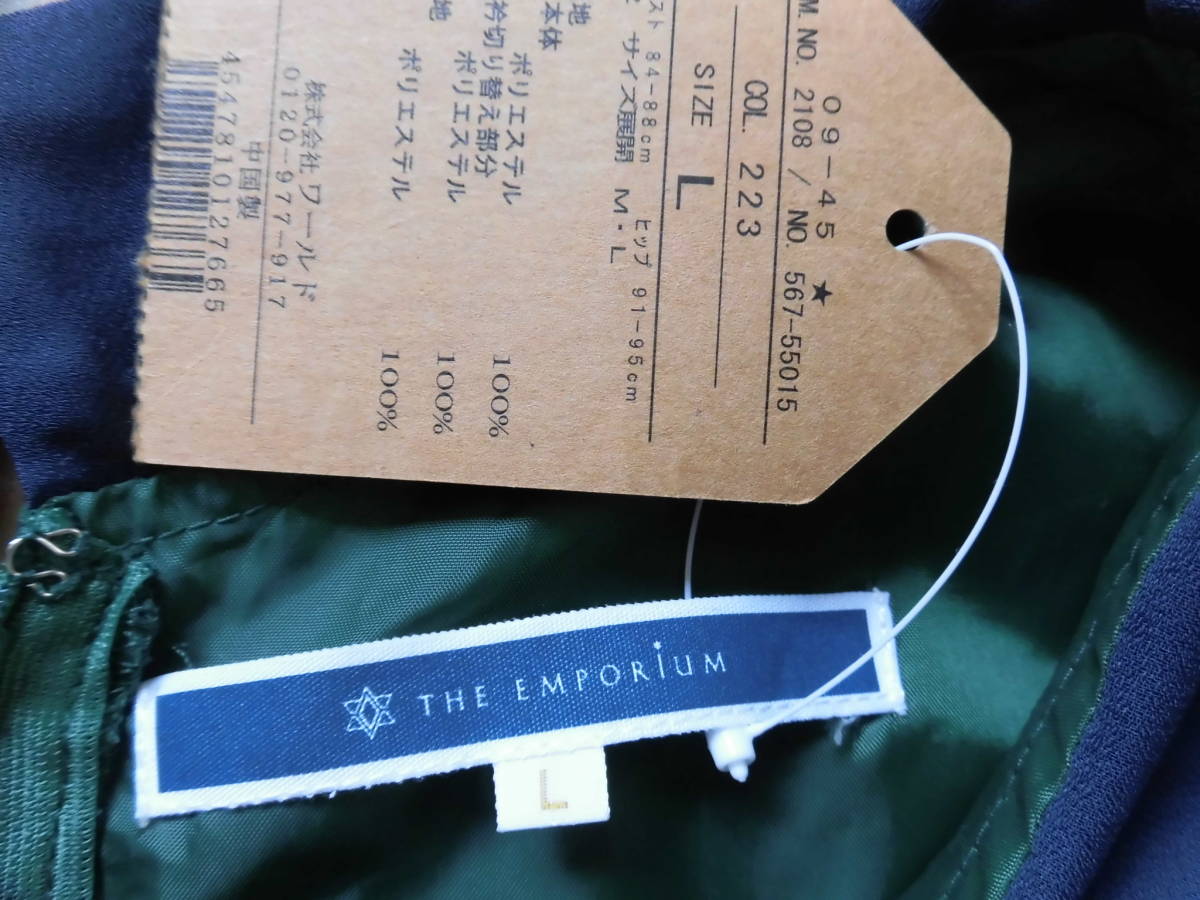 09-45 ★
M. NO. 2108 / NO. 567-55015
COL. 223
SIZE L
スト 84-88cm ヒップ 91-95cm
サイズ展開 M・L
地
本体
ポリエステル 100%
衿切り替え部分
ポリエステル 100%
地
ポリエステル 100%
株式会社 ワールド
0120-977-917
中国製
4547810127665
THE EMPORIUM
L